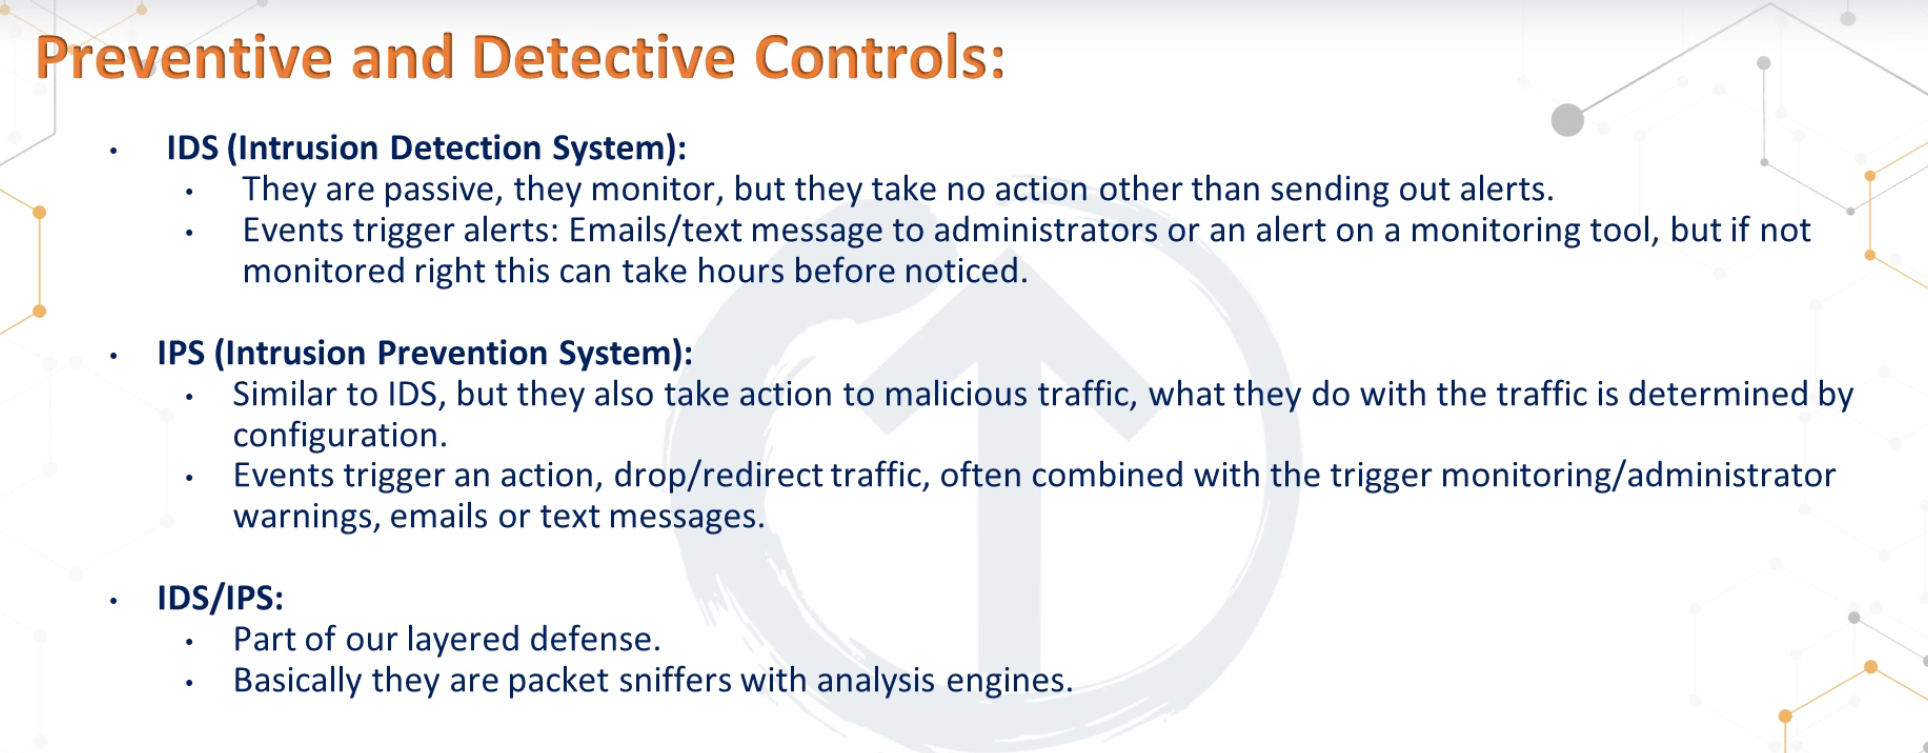 Preventive and Detective Controls:
• IDS (Intrusion Detection System):
• They are passive, they monitor, but they take no action other than sending out alerts.
• Events trigger alerts: Emails/text message to administrators or an alert on a monitoring tool, but if not
monitored right this can take hours before noticed.
• IPS (Intrusion Prevention System):
• Similar to IDS, but they also take action to malicious traffic, what they do with the traffic is determined by
configuration.
• Events trigger an action, drop/redirect traffic, often combined with the trigger monitoring/administrator
warnings, emails or text messages.
• IDS/IPS:
• Part of our layered defense.
• Basically they are packet sniffers with analysis engines.